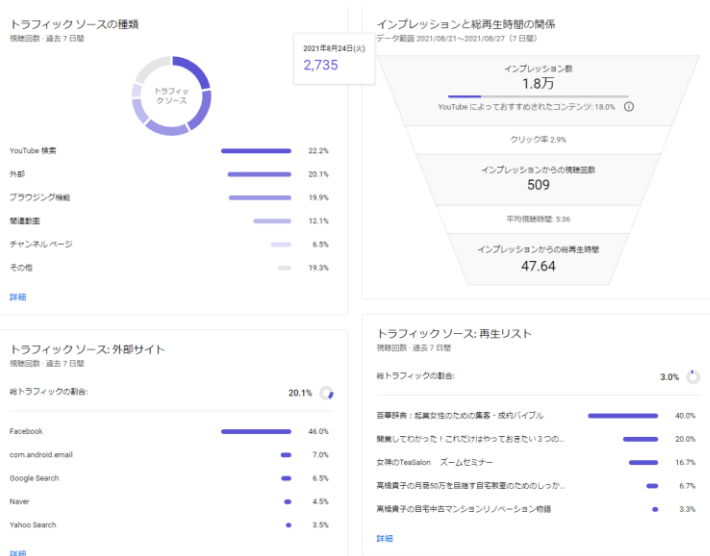 トラフィック ソースの種類
視聴回数 · 過去 7 日間
トラフィッ
ク ソース
YouTube 検索 22.2%
外部 20.1%
ブラウジング機能 19.9%
関連動画 12.1%
チャンネル ページ 6.5%
その他 19.3%
詳細
2021年8月24日(火)
2,735
インプレッションと総再生時間の関係
データ範囲 2021/08/21～2021/08/27（7 日間）
インプレッション数
1.8万
YouTube によっておすすめされたコンテンツ: 18.0%
クリック率 2.9%
インプレッションからの視聴回数
509
平均視聴時間: 5:36
インプレッションからの総再生時間
47.64
トラフィック ソース: 外部サイト
視聴回数 · 過去 7 日間
総トラフィックの割合: 20.1%
Facebook 46.0%
com.android.email 7.0%
Google Search 6.5%
Naver 4.5%
Yahoo Search 3.5%
詳細
トラフィック ソース: 再生リスト
視聴回数 · 過去 7 日間
総トラフィックの割合: 3.0%
百華辞典：起業女性のための集客・成約バイブル 40.0%
開業してわかった！これだけはやっておきたい３つの... 20.0%
女神のTeaSalon ズームセミナー 16.7%
高橋貴子の月商50万を目指す自宅教室のためのしっか... 6.7%
高橋貴子の自宅中古マンションリノベーション物語 3.3%
詳細